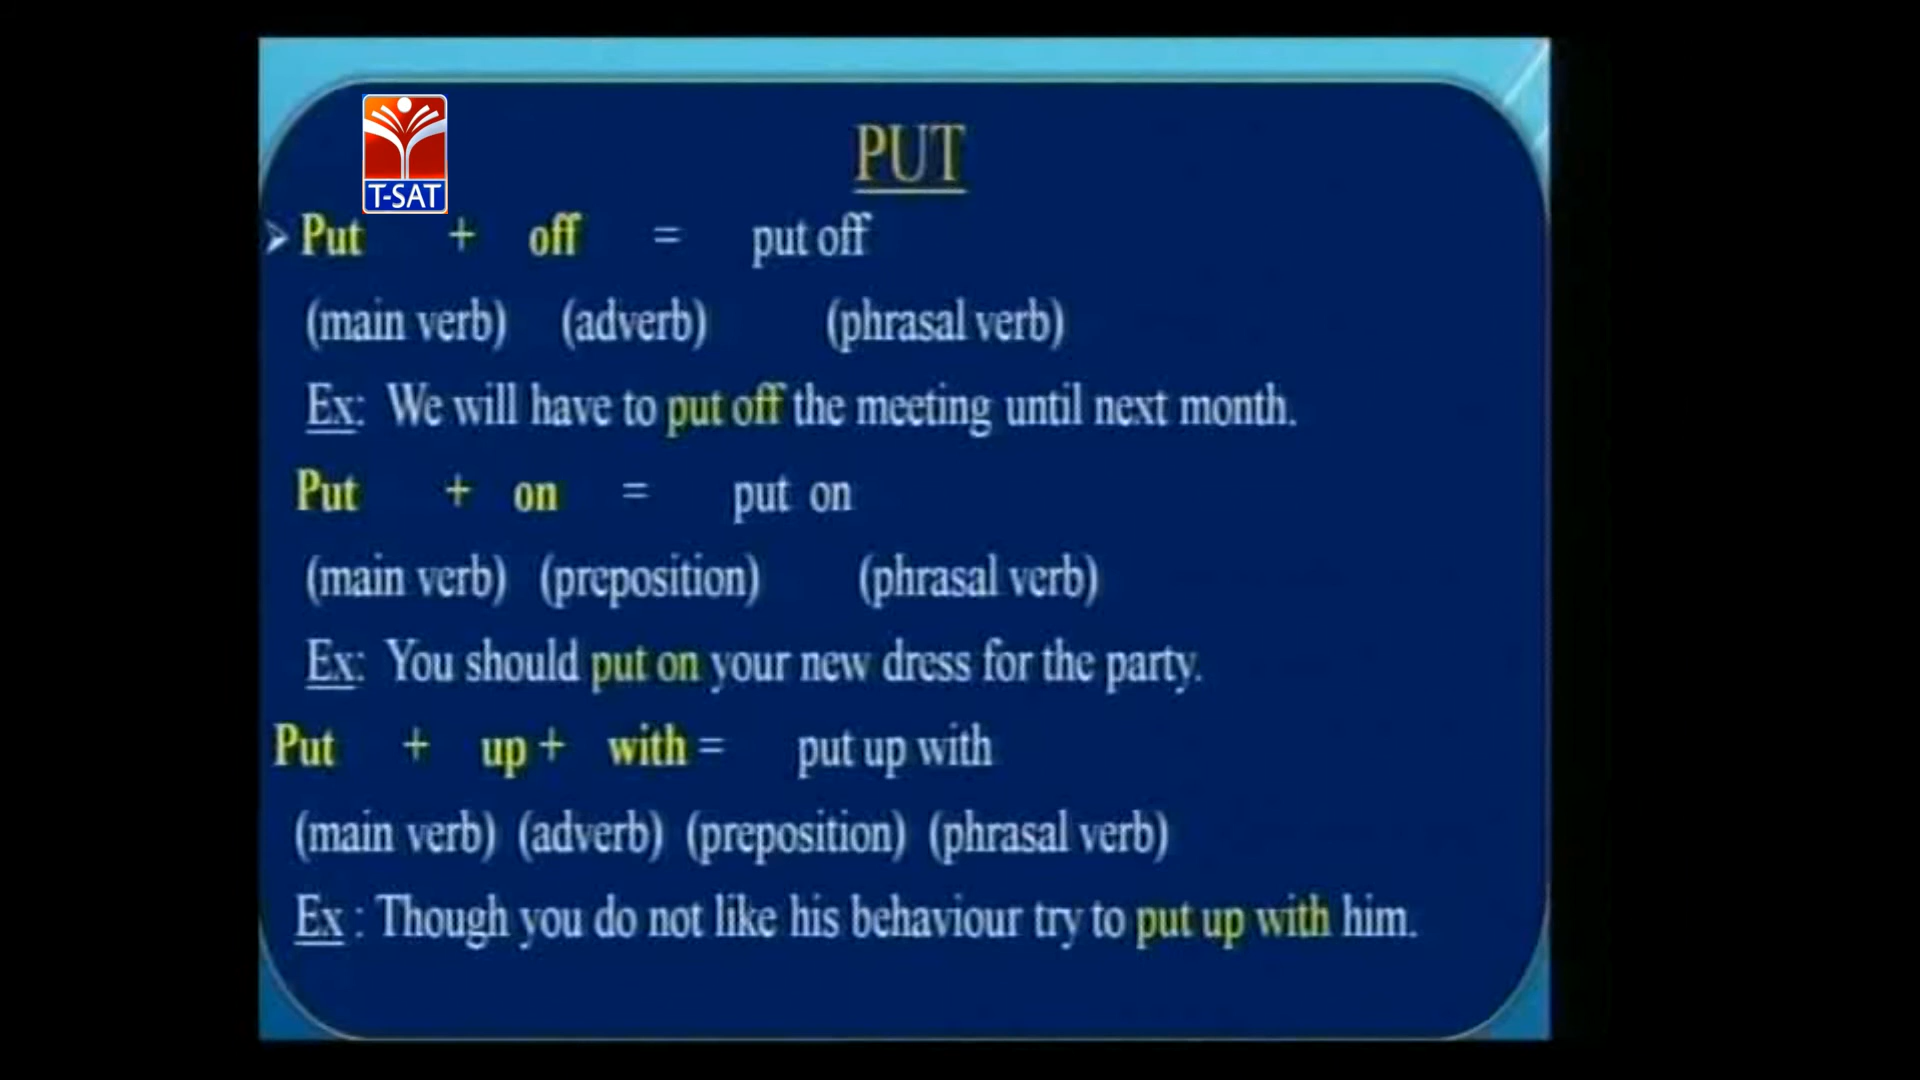 T-SAT
PUT
➢ Put + off = put off
(main verb) (adverb) (phrasal verb)
Ex: We will have to put off the meeting until next month.
Put + on = put on
(main verb) (preposition) (phrasal verb)
Ex: You should put on your new dress for the party.
Put + up + with = put up with
(main verb) (adverb) (preposition) (phrasal verb)
Ex : Though you do not like his behaviour try to put up with him.